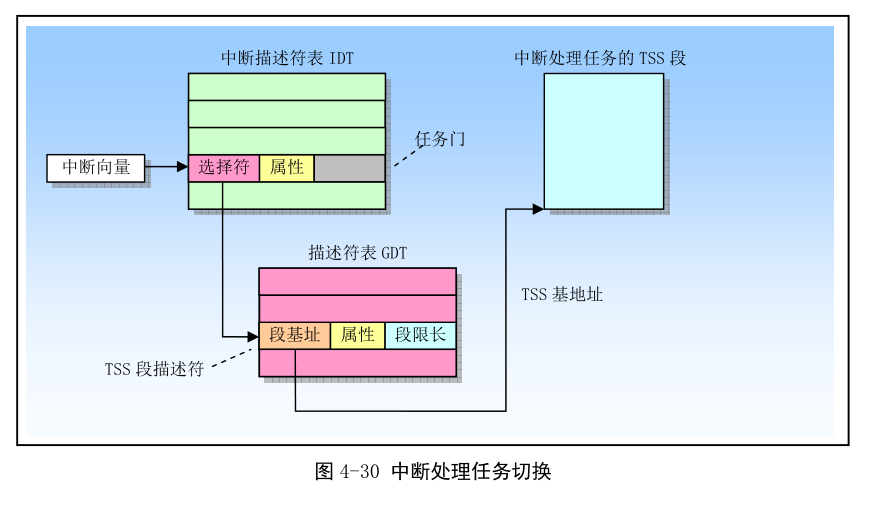 中断描述符表 IDT
中断处理任务的 TSS 段
任务门
中断向量
选择符
属性
描述符表 GDT
TSS 基地址
段基址
属性
段限长
TSS 段描述符
图 4-30 中断处理任务切换